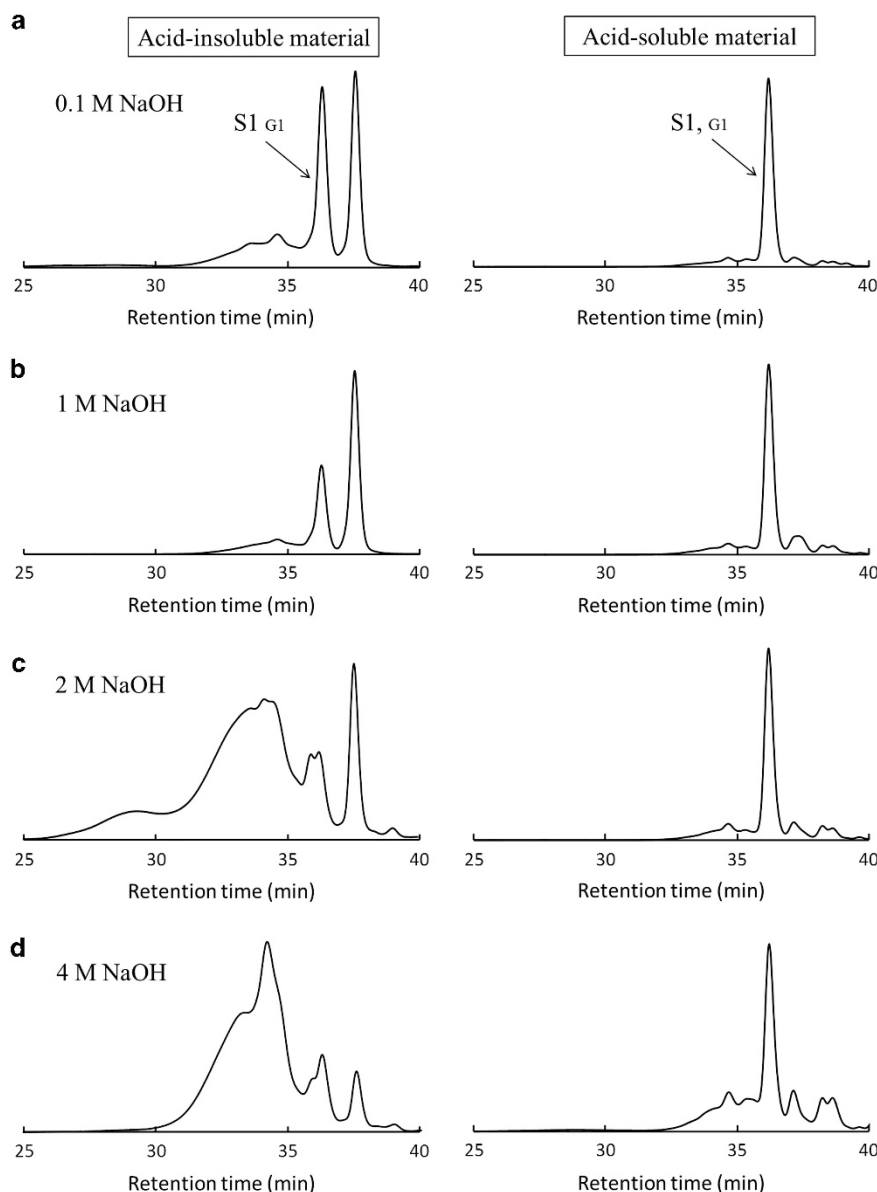 a
Acid-insoluble material
Acid-soluble material
0.1 M NaOH
S1 G1
S1, G1
25 30 35 40
25 30 35 40
Retention time (min)
Retention time (min)
b
1 M NaOH
25 30 35 40
25 30 35 40
Retention time (min)
Retention time (min)
c
2 M NaOH
25 30 35 40
25 30 35 40
Retention time (min)
Retention time (min)
d
4 M NaOH
25 30 35 40
25 30 35 40
Retention time (min)
Retention time (min)